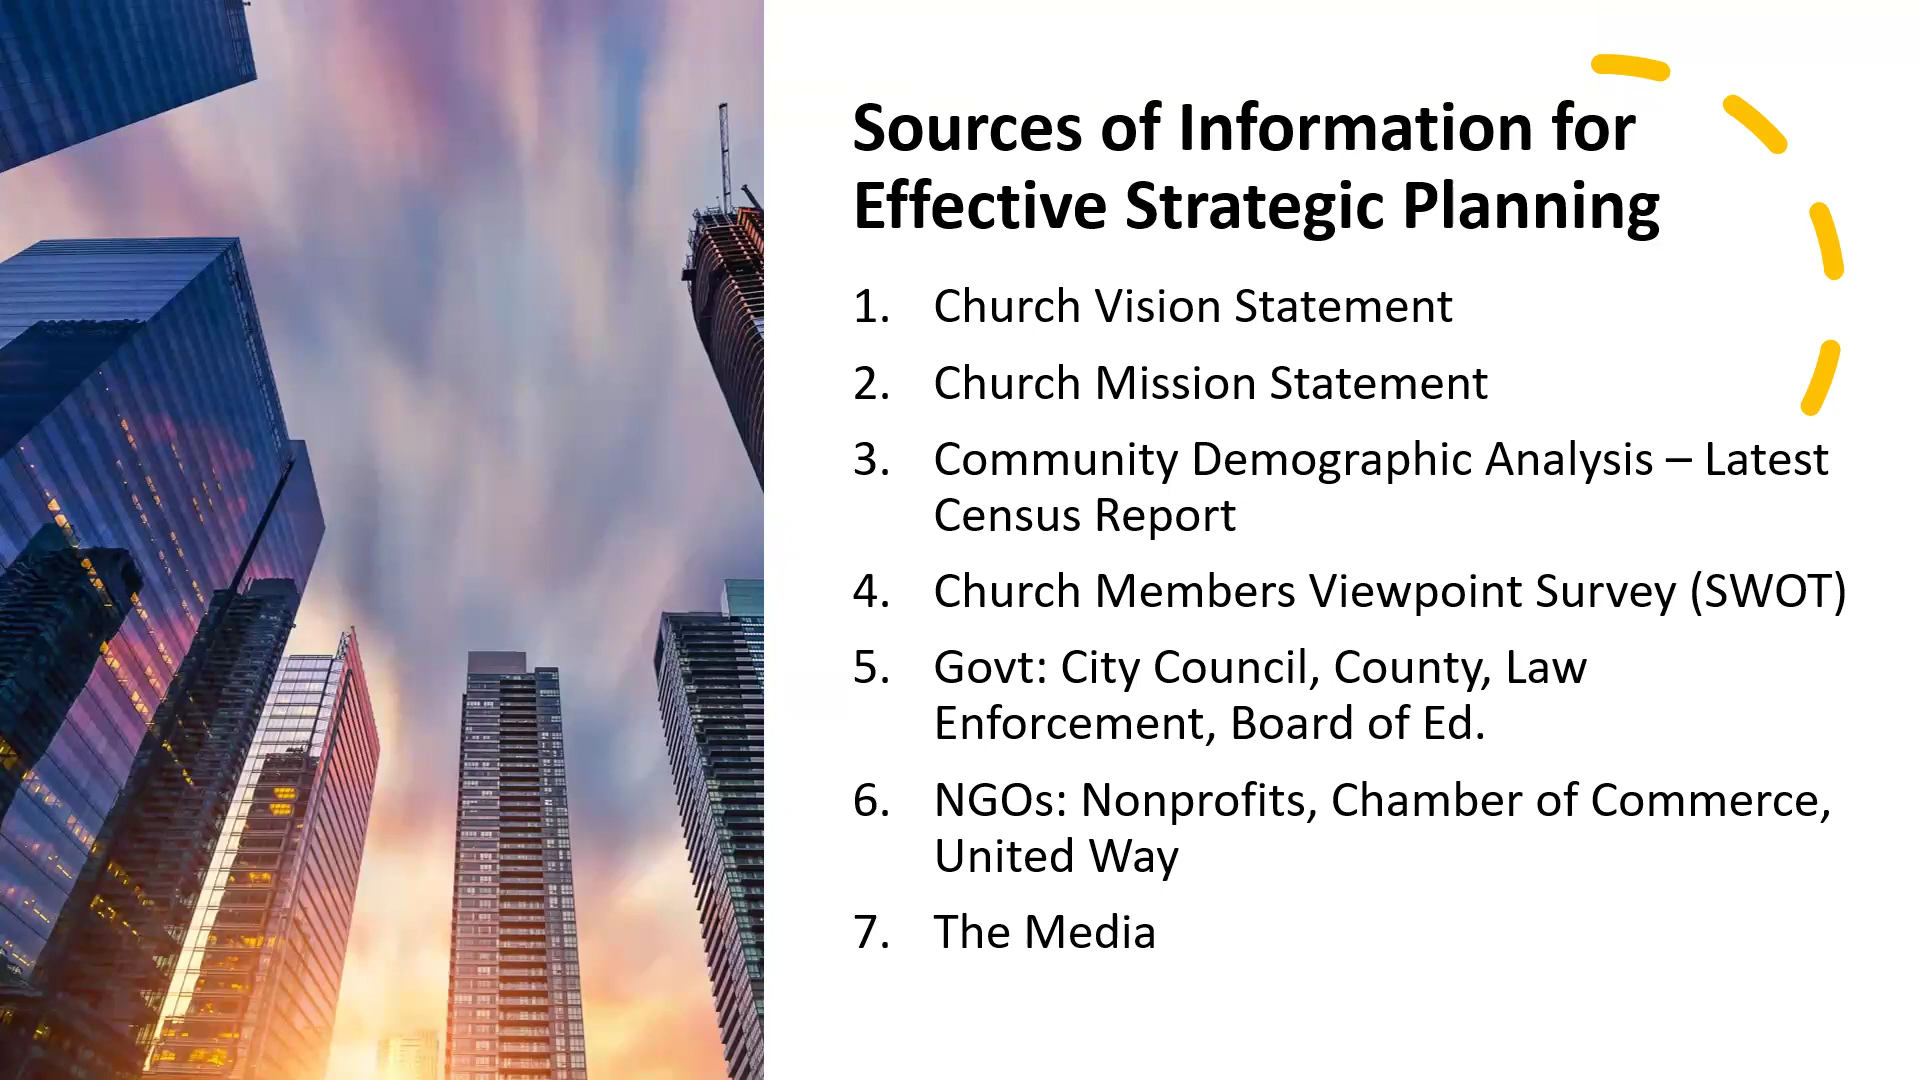 Sources of Information for
Effective Strategic Planning
1. Church Vision Statement
2. Church Mission Statement
3. Community Demographic Analysis – Latest
Census Report
4. Church Members Viewpoint Survey (SWOT)
5. Govt: City Council, County, Law
Enforcement, Board of Ed.
6. NGOs: Nonprofits, Chamber of Commerce,
United Way
7. The Media